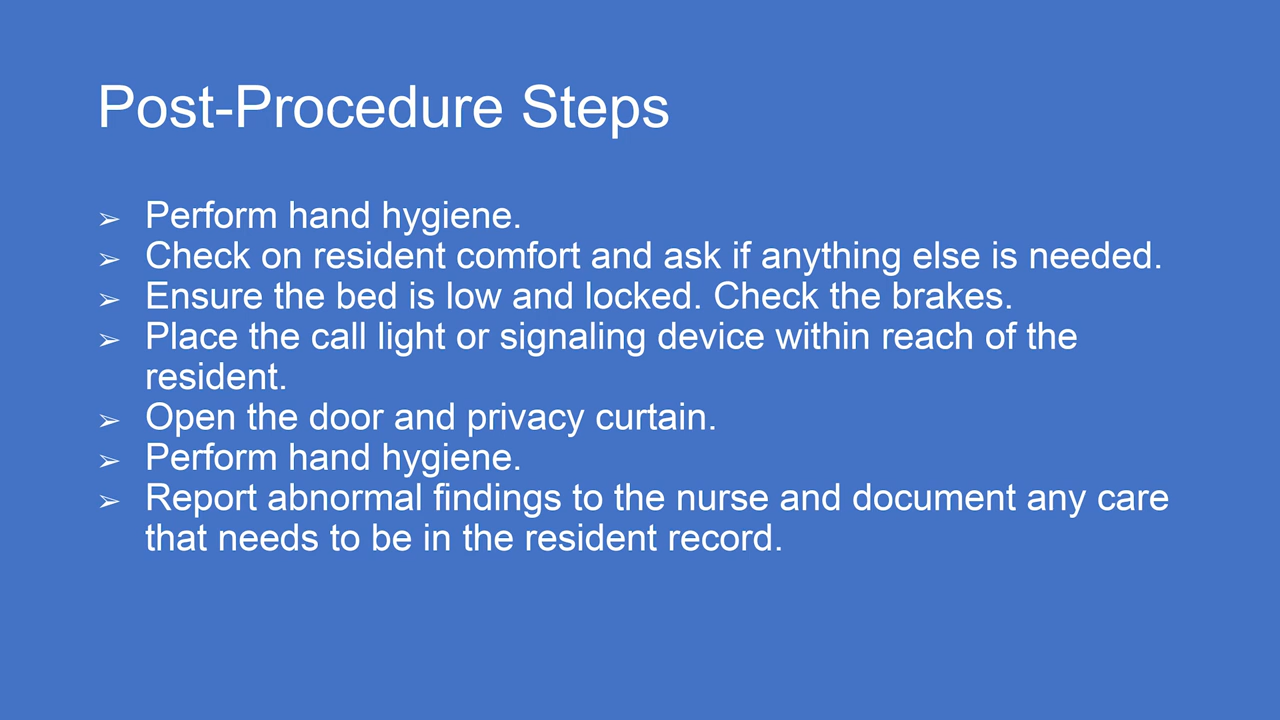 Post-Procedure Steps
➢ Perform hand hygiene.
➢ Check on resident comfort and ask if anything else is needed.
➢ Ensure the bed is low and locked. Check the brakes.
➢ Place the call light or signaling device within reach of the
resident.
➢ Open the door and privacy curtain.
➢ Perform hand hygiene.
➢ Report abnormal findings to the nurse and document any care
that needs to be in the resident record.